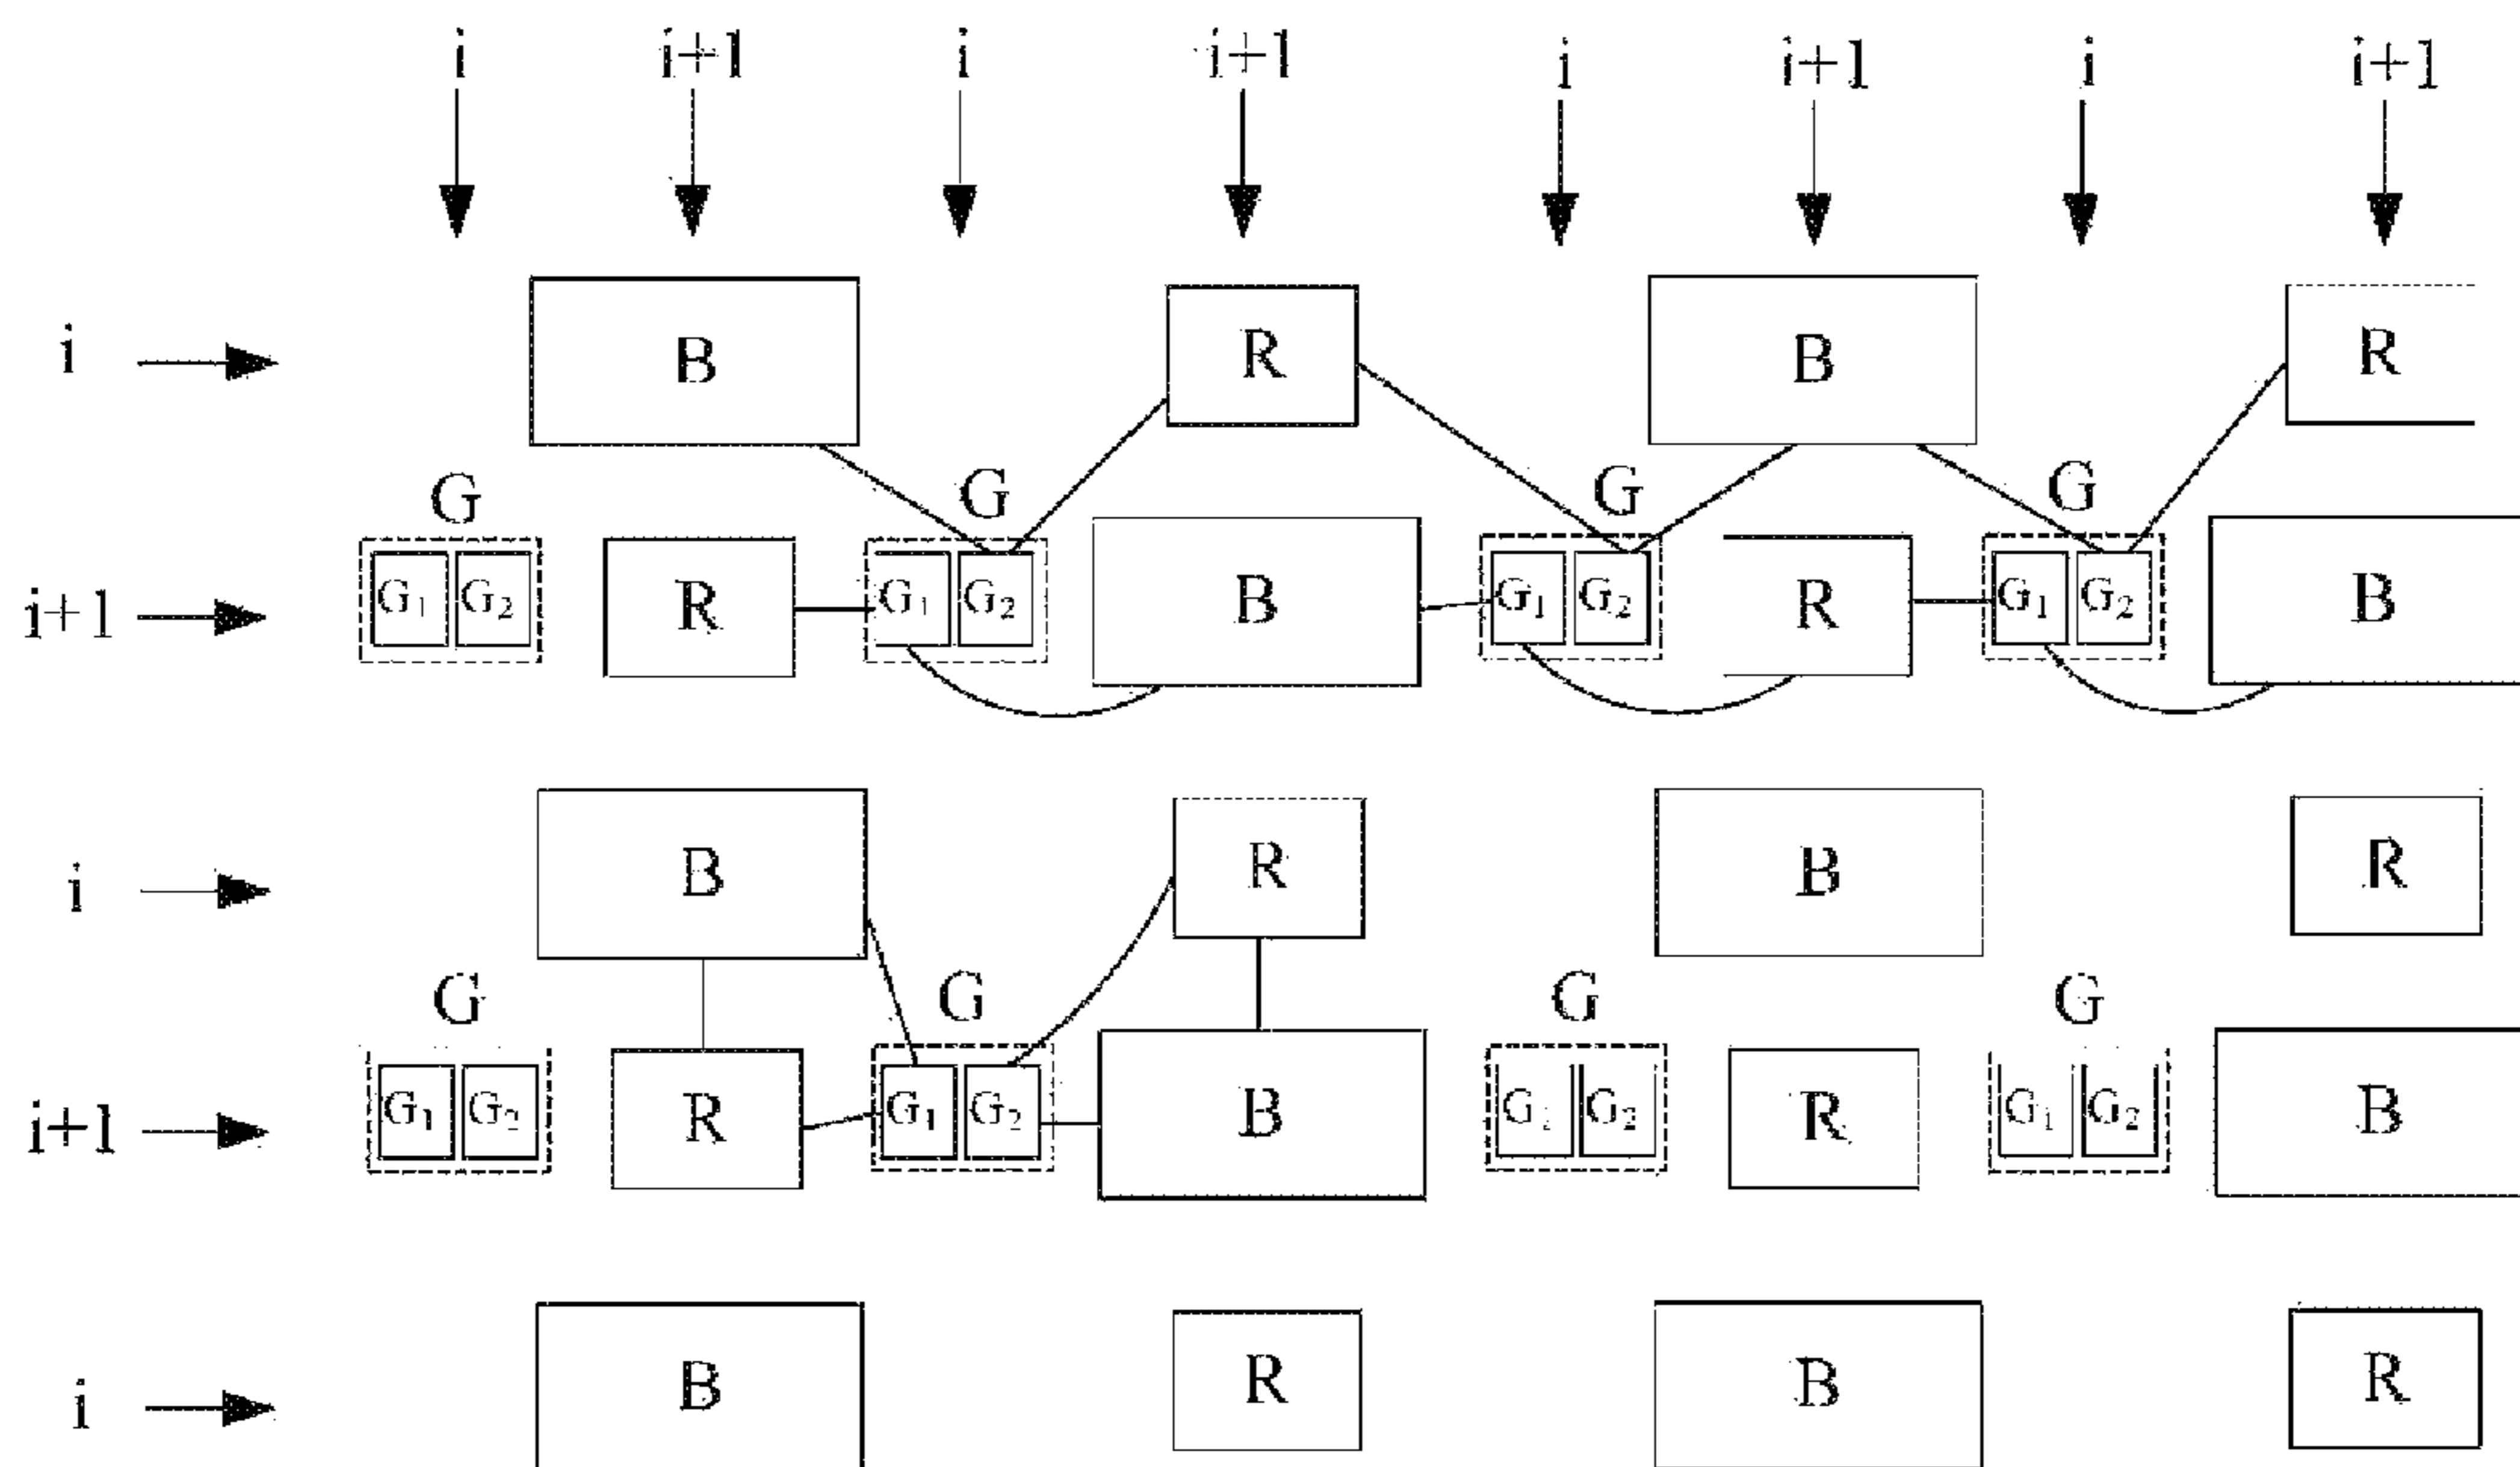 i i+1 i i+1 i i+1 i i+1
i B R B R
G G G G
i+1 G₁ G₂ R G₁ G₂ B G₁ G₂ R G₁ G₂ B
i B R B R
G G G G
i+1 G₁ G₂ R G₁ G₂ B G G₂ R G₁ G₂ B
i B R B R